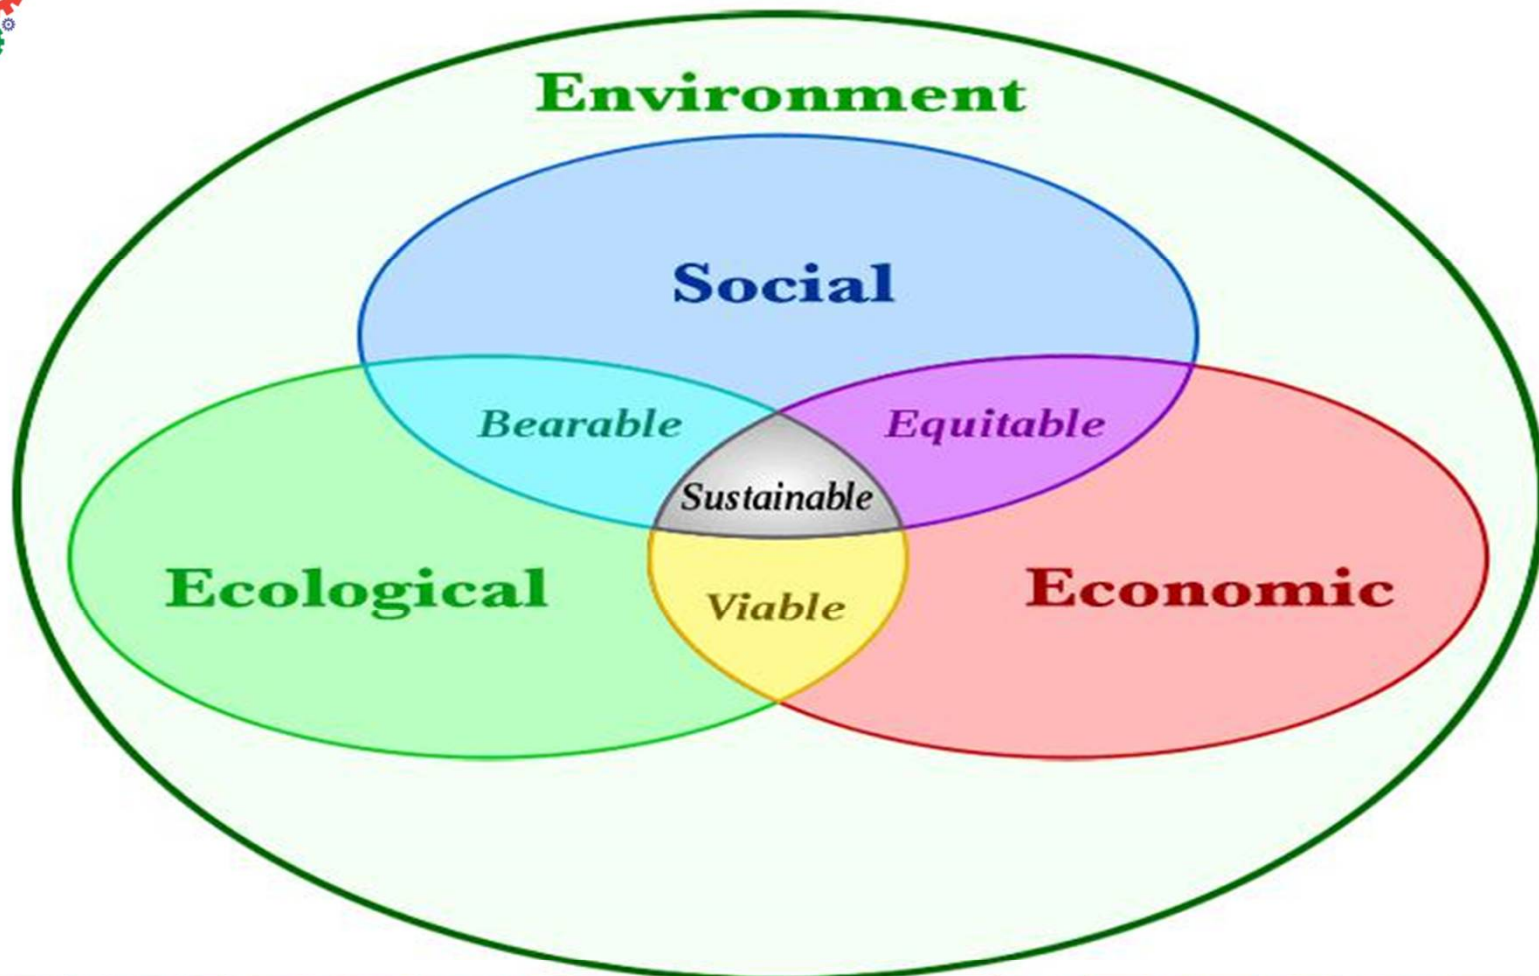 Environment
Social
Bearable
Equitable
Sustainable
Ecological
Economic
Viable